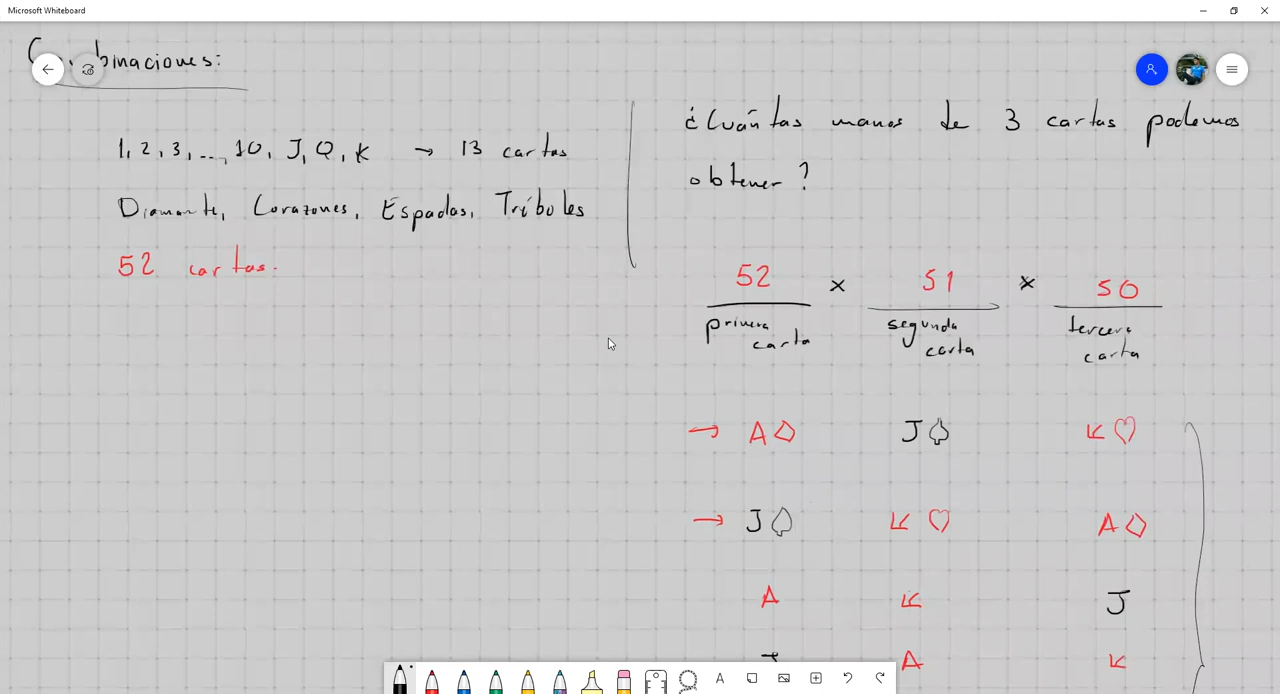 Microsoft Whiteboard
Combinaciones:
1, 2, 3, ..., 10, J, Q, K → 13 cartas
Diamante, Corazones, Espadas, Tréboles
52 cartas.
¿Cuántas manos de 3 cartas podemos
obtener?
52 × 51 × 50
primera carta segunda carta tercera carta
→ A♢ J♤ K♡
→ J♤ K♡ A♢
A K J
A K